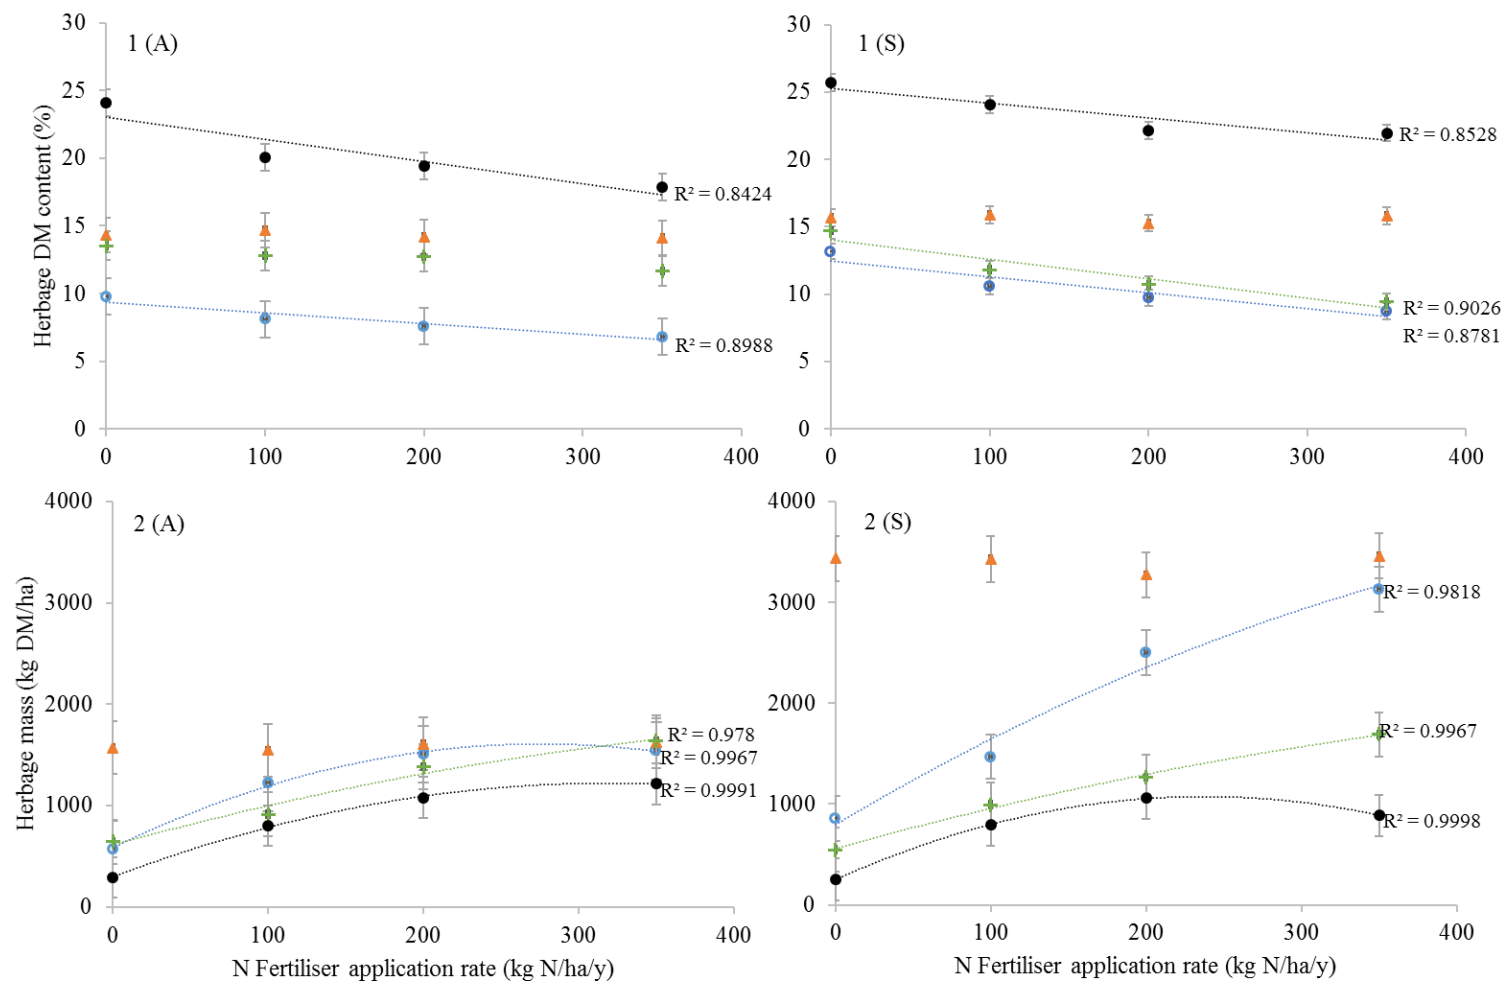 1 (A)
Herbage DM content (%)
30
25
20
15
10
5
0
0 100 200 300 400
R² = 0.8424
R² = 0.8988
1 (S)
30
25
20
15
10
5
0
0 100 200 300 400
R² = 0.8528
R² = 0.9026
R² = 0.8781
2 (A)
Herbage mass (kg DM/ha)
4000
3000
2000
1000
0
0 100 200 300 400
N Fertiliser application rate (kg N/ha/y)
R² = 0.978
R² = 0.9967
R² = 0.9991
2 (S)
4000
3000
2000
1000
0
0 100 200 300 400
N Fertiliser application rate (kg N/ha/y)
R² = 0.9818
R² = 0.9967
R² = 0.9998